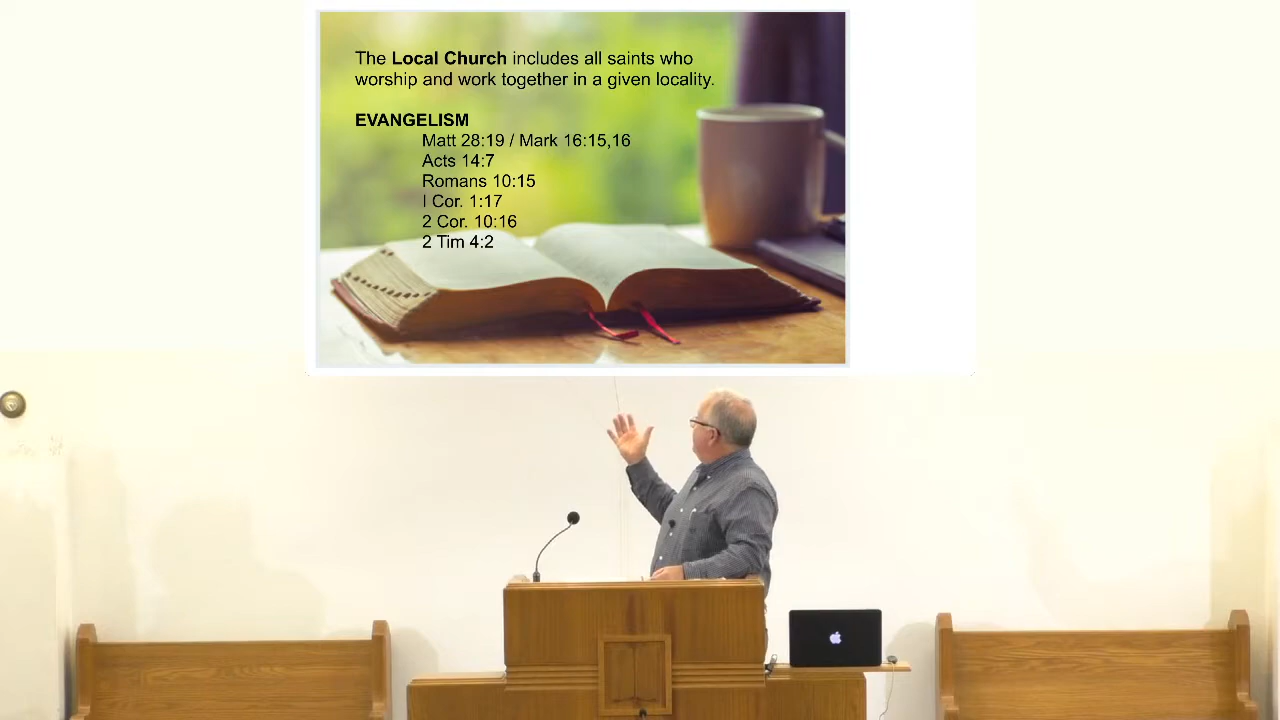 The Local Church includes all saints who
worship and work together in a given locality.
EVANGELISM
Matt 28:19 / Mark 16:15,16
Acts 14:7
Romans 10:15
I Cor. 1:17
2 Cor. 10:16
2 Tim 4:2